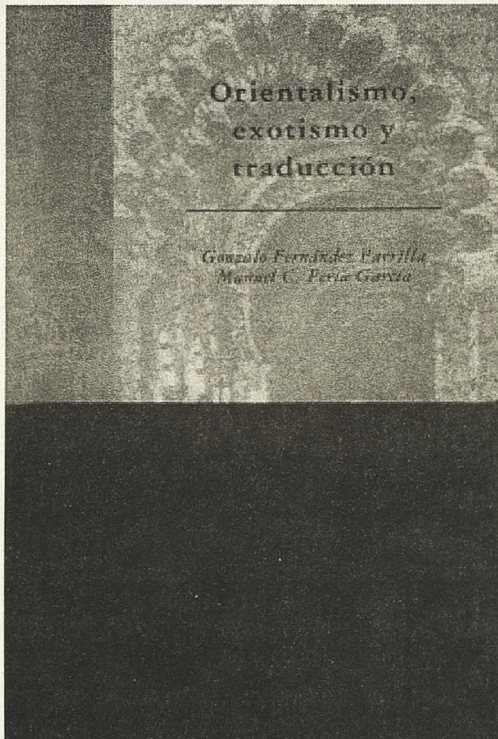 Orientalismo,
exotismo y
traducción
Gonzalo Fernández Parrilla
Manuel C. Feria García